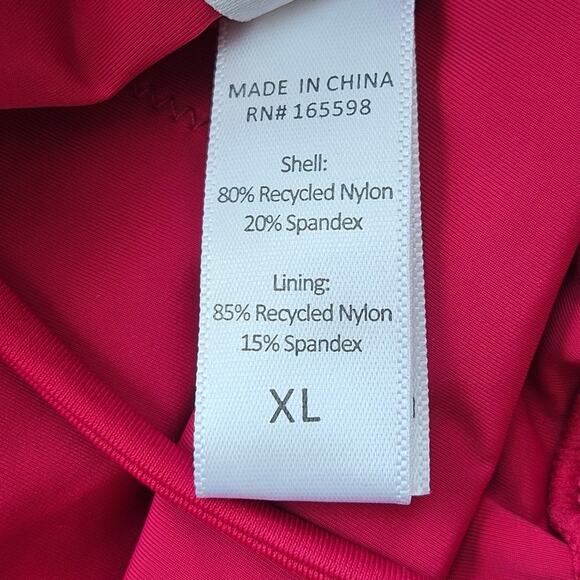 MADE IN CHINA
RN# 165598
Shell:
80% Recycled Nylon
20% Spandex
Lining:
85% Recycled Nylon
15% Spandex
XL